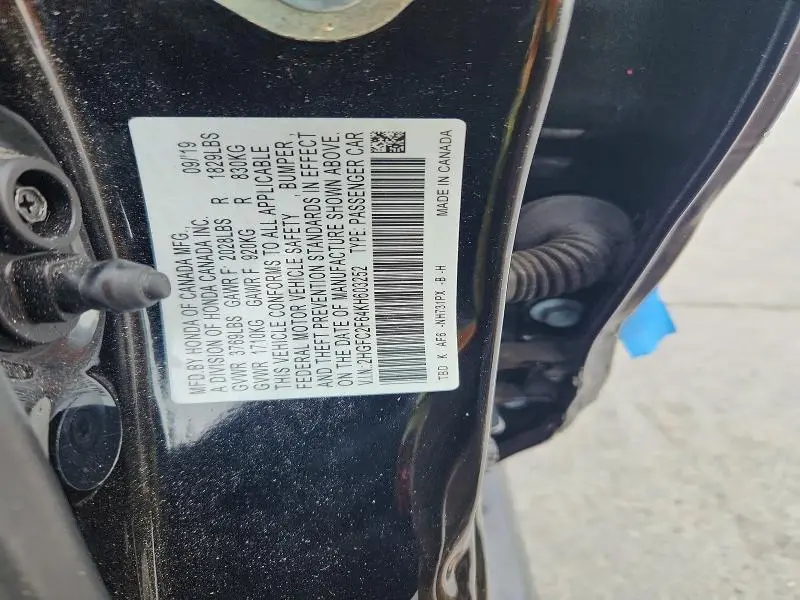 MFD.BY HONDA OF CANADA MFG., 09/19
A DIVISION OF HONDA CANADA INC.
GVWR 3769LBS GAWR F 2028LBS R 1829LBS
GVWR 1710KG GAWR F 920KG R 830KG
THIS VEHICLE CONFORMS TO ALL APPLICABLE
FEDERAL MOTOR VEHICLE SAFETY , BUMPER ,
AND THEFT PREVENTION STANDARDS IN EFFECT
ON THE DATE OF MANUFACTURE SHOWN ABOVE.
V.I.N.: 2HGFC2F64KH603252 TYPE: PASSENGER CAR
TBD K AF6 -NH731PX -B -H MADE IN CANADA